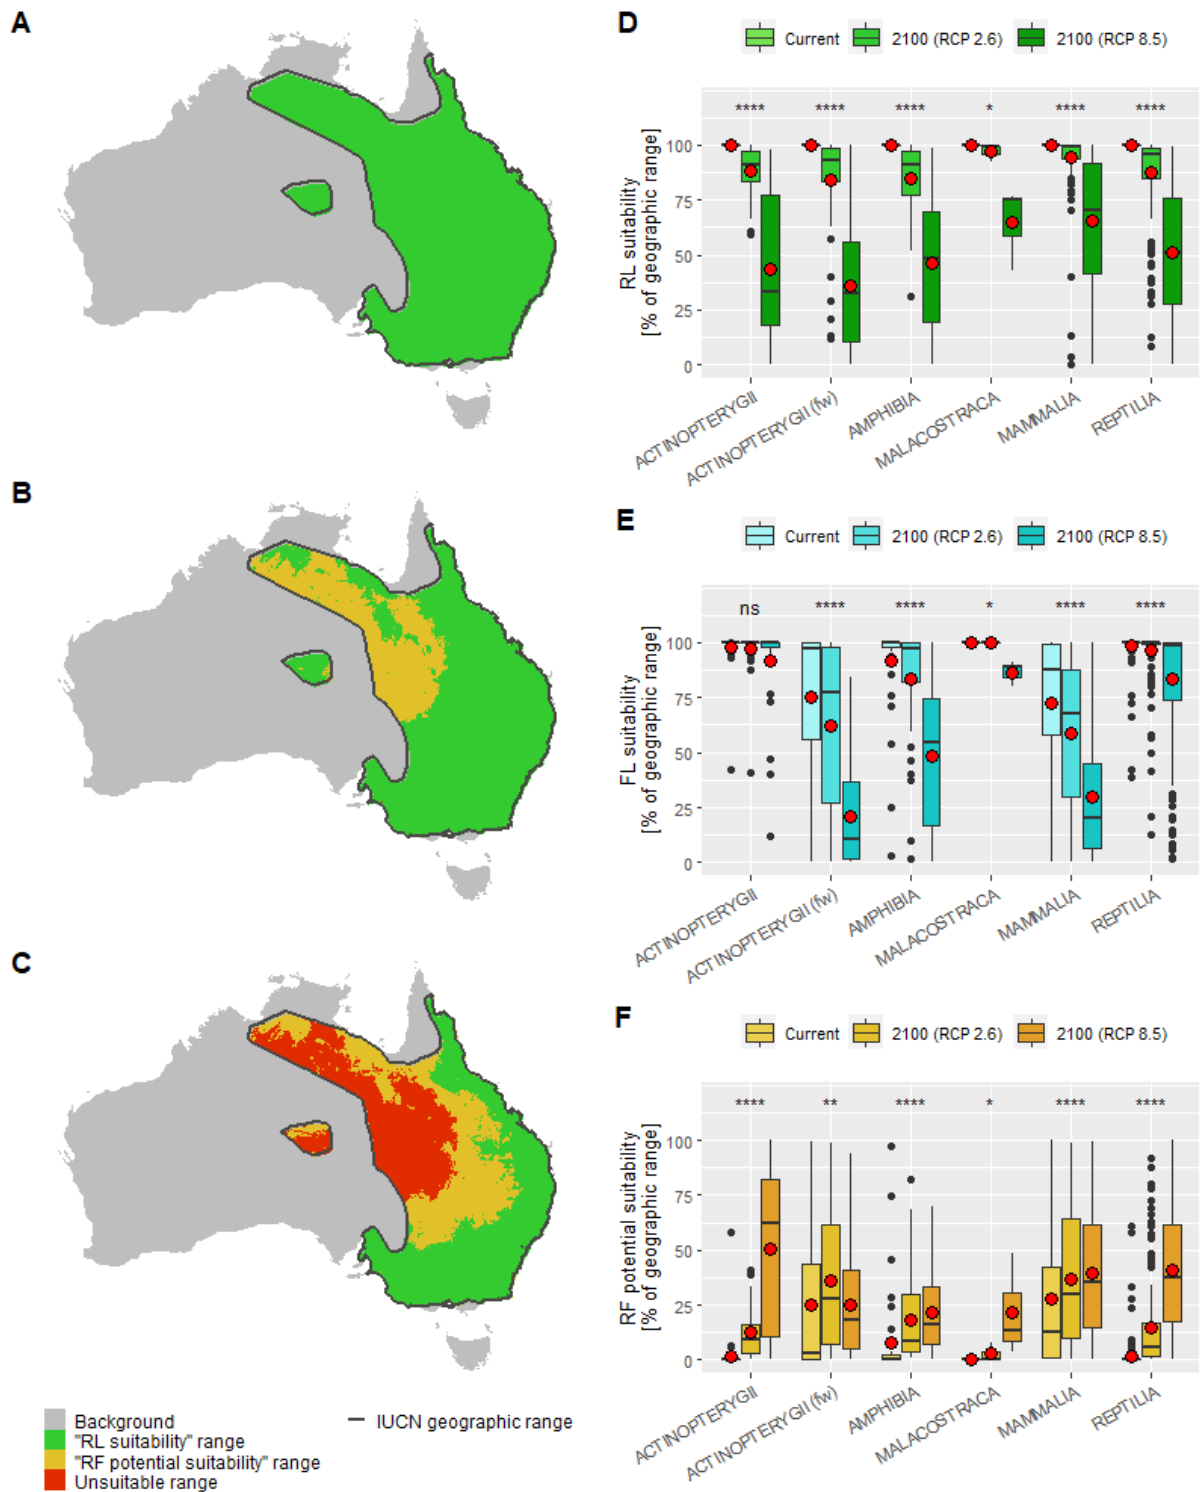 A
B
C
Background
"RL suitability" range
"RF potential suitability" range
Unsuitable range
IUCN geographic range
D
Current 2100 (RCP 2.6) 2100 (RCP 8.5)
RL suitability
[% of geographic range]
100
75
50
25
0
**** **** **** * **** ****
ACTINOPTERYGII
ACTINOPTERYGII (fw)
AMPHIBIA
MALACOSTRACA
MAMMALIA
REPTILIA
E
Current 2100 (RCP 2.6) 2100 (RCP 8.5)
FL suitability
[% of geographic range]
100
75
50
25
0
ns **** **** * **** ****
ACTINOPTERYGII
ACTINOPTERYGII (fw)
AMPHIBIA
MALACOSTRACA
MAMMALIA
REPTILIA
F
Current 2100 (RCP 2.6) 2100 (RCP 8.5)
RF potential suitability
[% of geographic range]
100
75
50
25
0
**** ** **** * **** ****
ACTINOPTERYGII
ACTINOPTERYGII (fw)
AMPHIBIA
MALACOSTRACA
MAMMALIA
REPTILIA